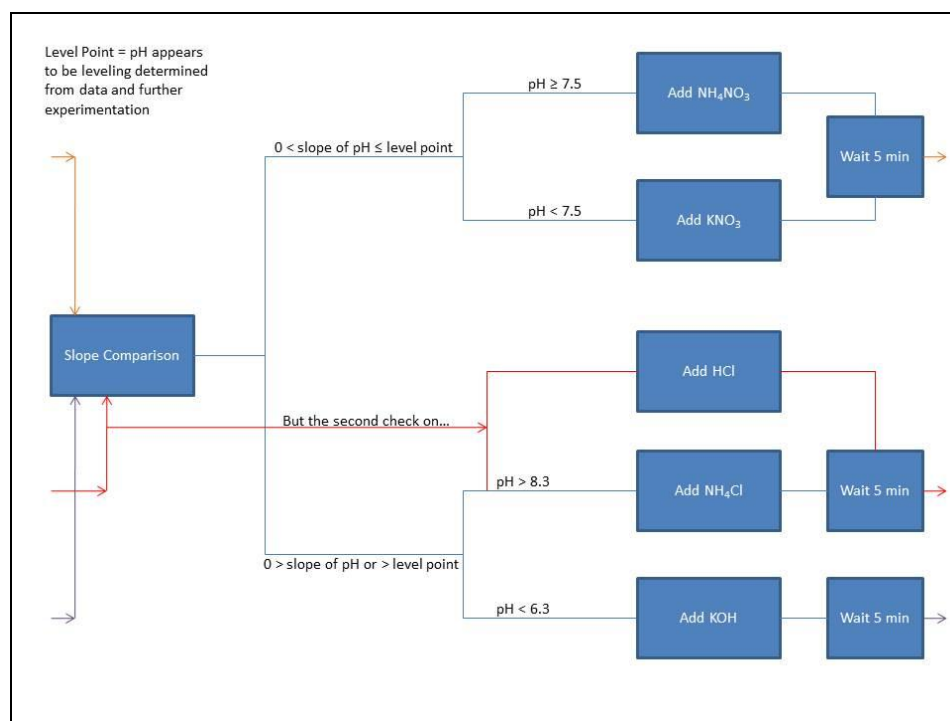 Level Point = pH appears
to be leveling determined
from data and further
experimentation
pH ≥ 7.5
Add NH₄NO₃
0 < slope of pH ≤ level point
Wait 5 min
pH < 7.5
Add KNO₃
Slope Comparison
Add HCl
But the second check on...
pH > 8.3
Add NH₄Cl
Wait 5 min
0 > slope of pH or > level point
pH < 6.3
Add KOH
Wait 5 min